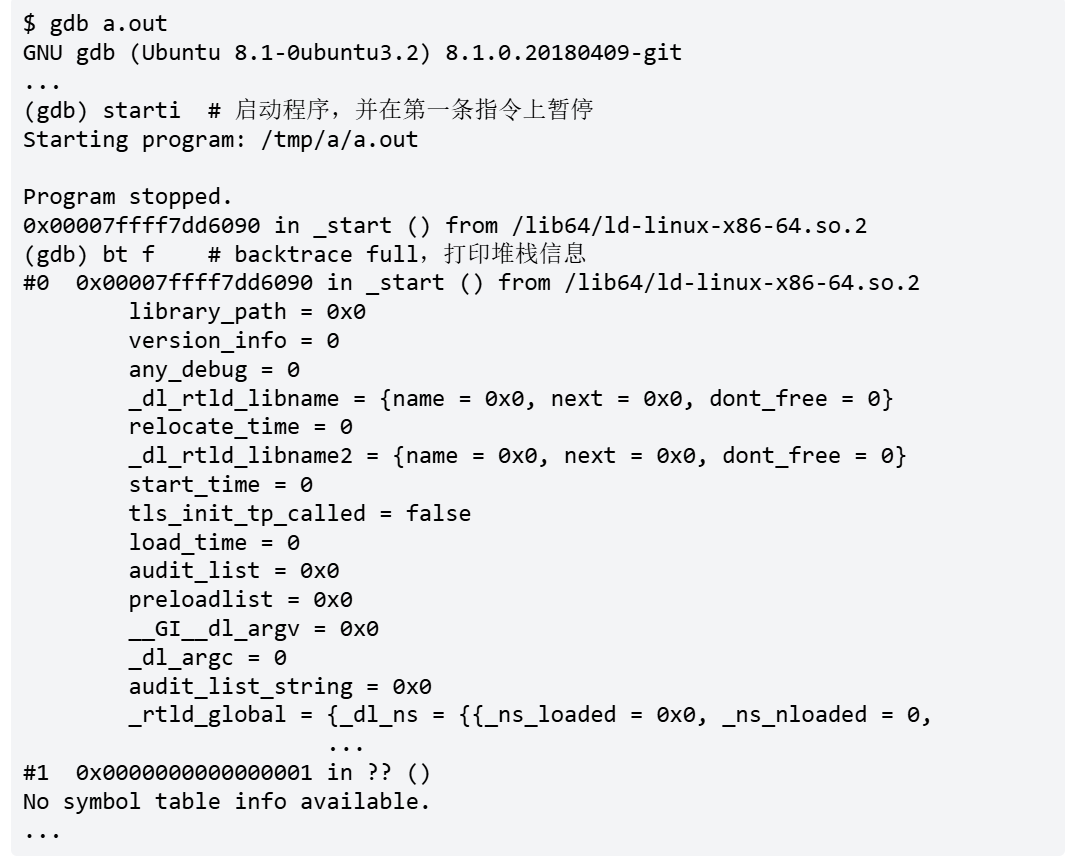 $ gdb a.out
GNU gdb (Ubuntu 8.1-0ubuntu3.2) 8.1.0.20180409-git
...
(gdb) starti  # 启动程序，并在第一条指令上暂停
Starting program: /tmp/a/a.out

Program stopped.
0x00007ffff7dd6090 in _start () from /lib64/ld-linux-x86-64.so.2
(gdb) bt f    # backtrace full，打印堆栈信息
#0  0x00007ffff7dd6090 in _start () from /lib64/ld-linux-x86-64.so.2
        library_path = 0x0
        version_info = 0
        any_debug = 0
        _dl_rtld_libname = {name = 0x0, next = 0x0, dont_free = 0}
        relocate_time = 0
        _dl_rtld_libname2 = {name = 0x0, next = 0x0, dont_free = 0}
        start_time = 0
        tls_init_tp_called = false
        load_time = 0
        audit_list = 0x0
        preloadlist = 0x0
        __GI__dl_argv = 0x0
        _dl_argc = 0
        audit_list_string = 0x0
        _rtld_global = {_dl_ns = {{_ns_loaded = 0x0, _ns_nloaded = 0,
                       ...
#1  0x0000000000000001 in ?? ()
No symbol table info available.
...